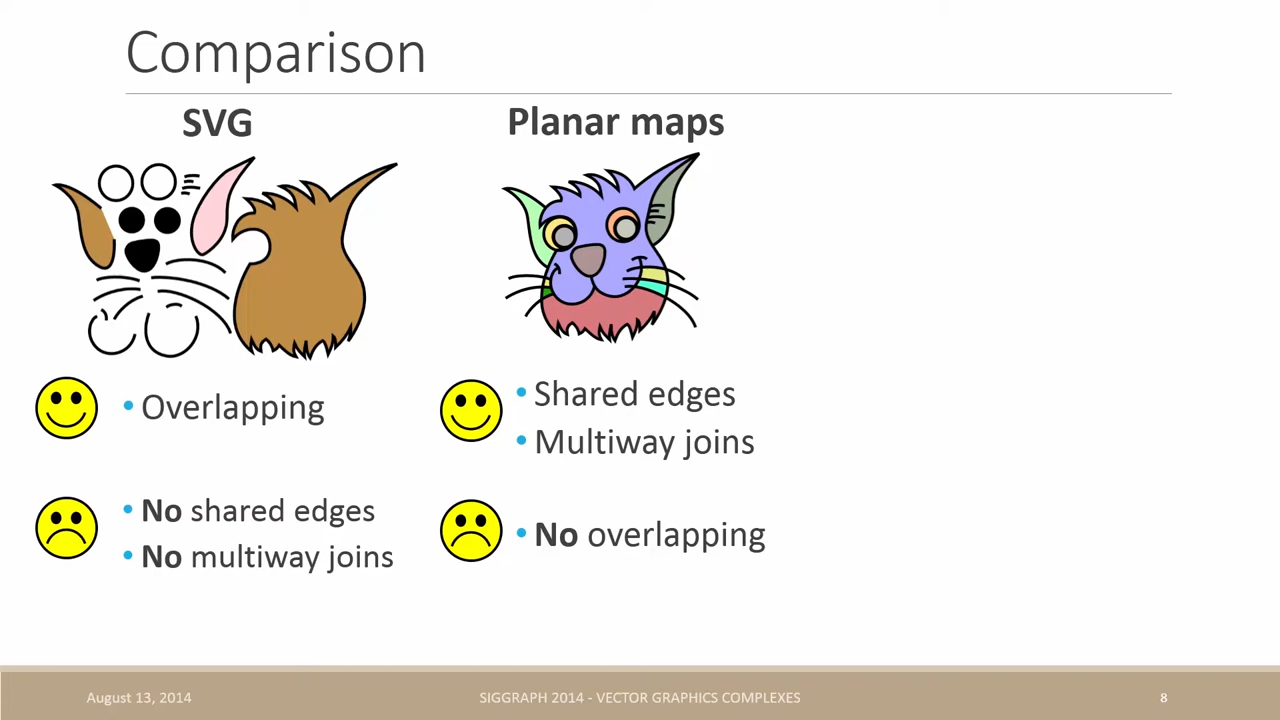 Comparison
SVG
Planar maps
• Overlapping
• Shared edges
• Multiway joins
• No shared edges
• No multiway joins
• No overlapping
August 13, 2014
SIGGRAPH 2014 - VECTOR GRAPHICS COMPLEXES
8